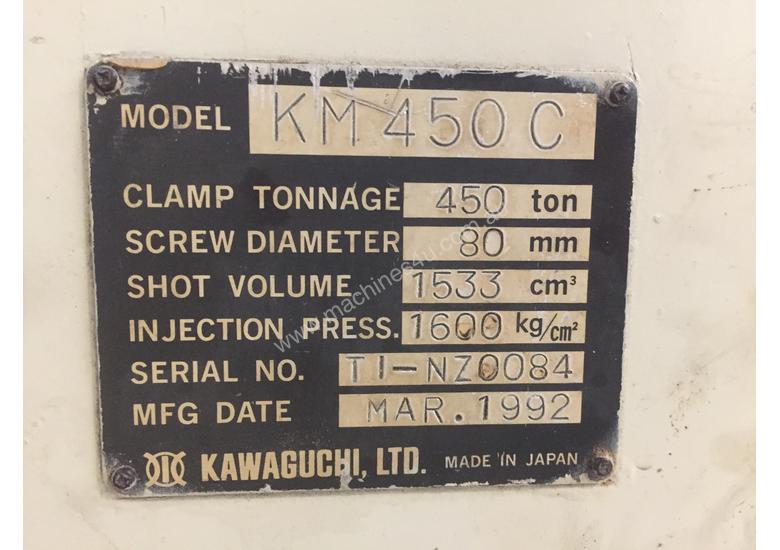 MODEL KM 450 C
CLAMP TONNAGE 450 ton
SCREW DIAMETER 80 mm
SHOT VOLUME 1533 cm³
INJECTION PRESS. 1600 kg/cm²
SERIAL NO. TI-NZ0084
MFG DATE MAR. 1992
KAWAGUCHI, LTD. MADE IN JAPAN